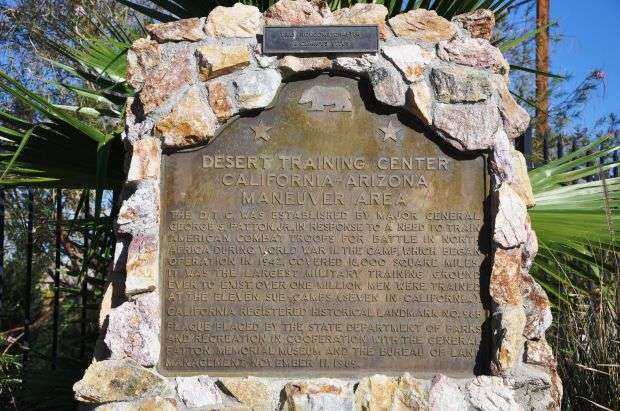 DESERT TRAINING CENTER
CALIFORNIA-ARIZONA
MANEUVER AREA
THE D.T.C. WAS ESTABLISHED BY MAJOR GENERAL
GEORGE S. PATTON, JR., IN RESPONSE TO A NEED TO TRAIN
AMERICAN COMBAT TROOPS FOR BATTLE IN NORTH
AFRICA DURING WORLD WAR II. THE CAMP, WHICH BEGAN
OPERATION IN 1942, COVERED 18,000 SQUARE MILES.
IT WAS THE LARGEST MILITARY TRAINING GROUND
EVER TO EXIST. OVER ONE MILLION MEN WERE TRAINED
AT THE ELEVEN SUB-CAMPS (SEVEN IN CALIFORNIA).
CALIFORNIA REGISTERED HISTORICAL LANDMARK NO. 985
PLAQUE PLACED BY THE STATE DEPARTMENT OF PARKS
AND RECREATION IN COOPERATION WITH THE GENERAL
PATTON MEMORIAL MUSEUM AND THE BUREAU OF LAND
MANAGEMENT, NOVEMBER 11, 1985.